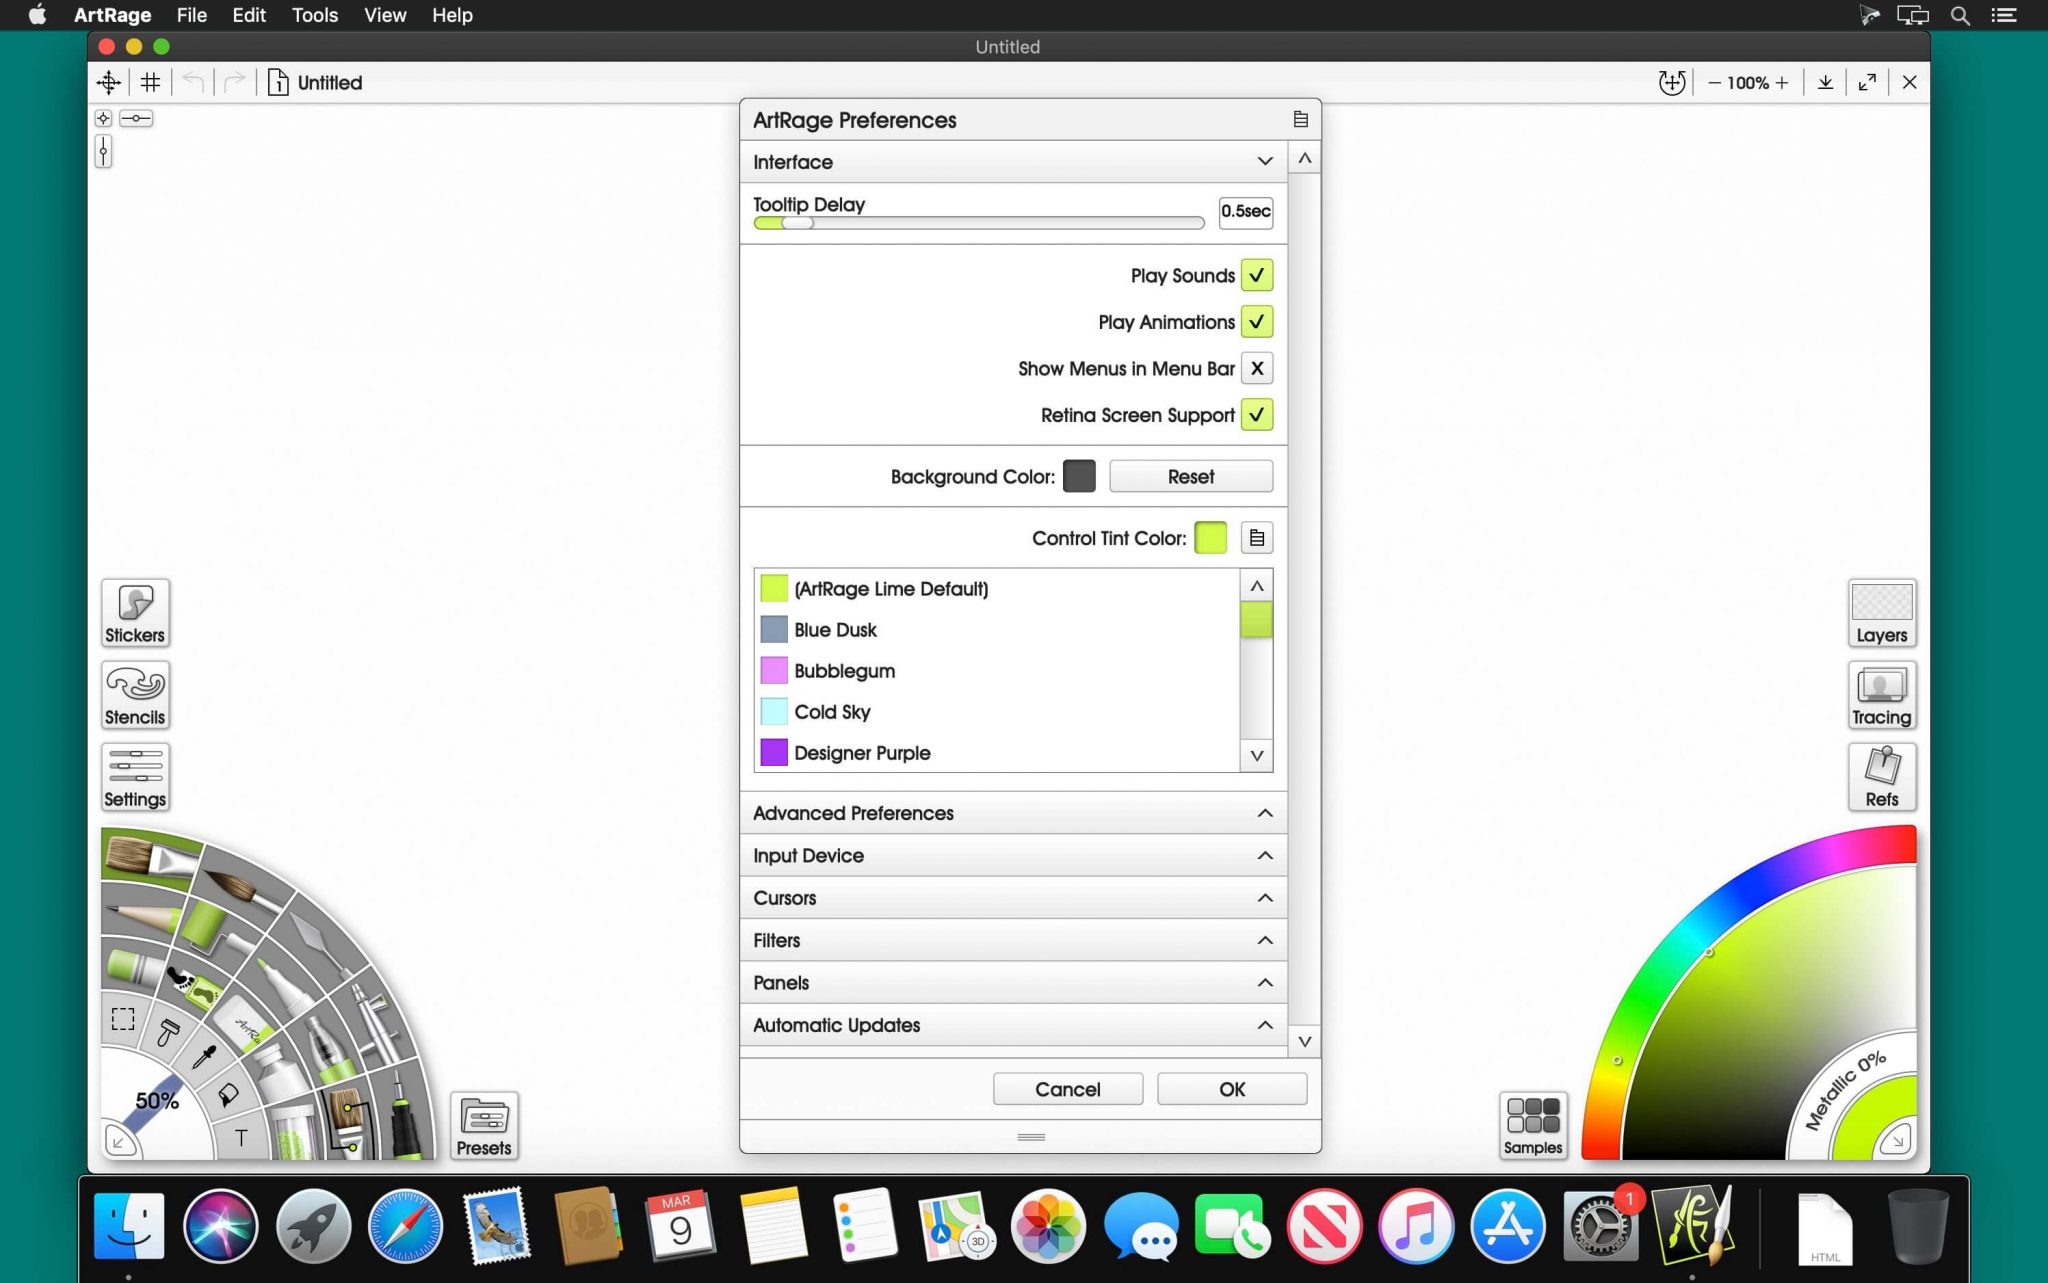 ArtRage File Edit Tools View Help
Untitled
1 Untitled
− 100% +
ArtRage Preferences
Interface
Tooltip Delay
0.5sec
Play Sounds
Play Animations
Show Menus in Menu Bar X
Retina Screen Support
Background Color: Reset
Control Tint Color:
(ArtRage Lime Default)
Blue Dusk
Bubblegum
Cold Sky
Designer Purple
Advanced Preferences
Input Device
Cursors
Filters
Panels
Automatic Updates
Cancel OK
Stickers
Stencils
Settings
50%
T
Presets
Layers
Tracing
Refs
Samples
Metallic 0%
MAR
9
3D
1
HTML